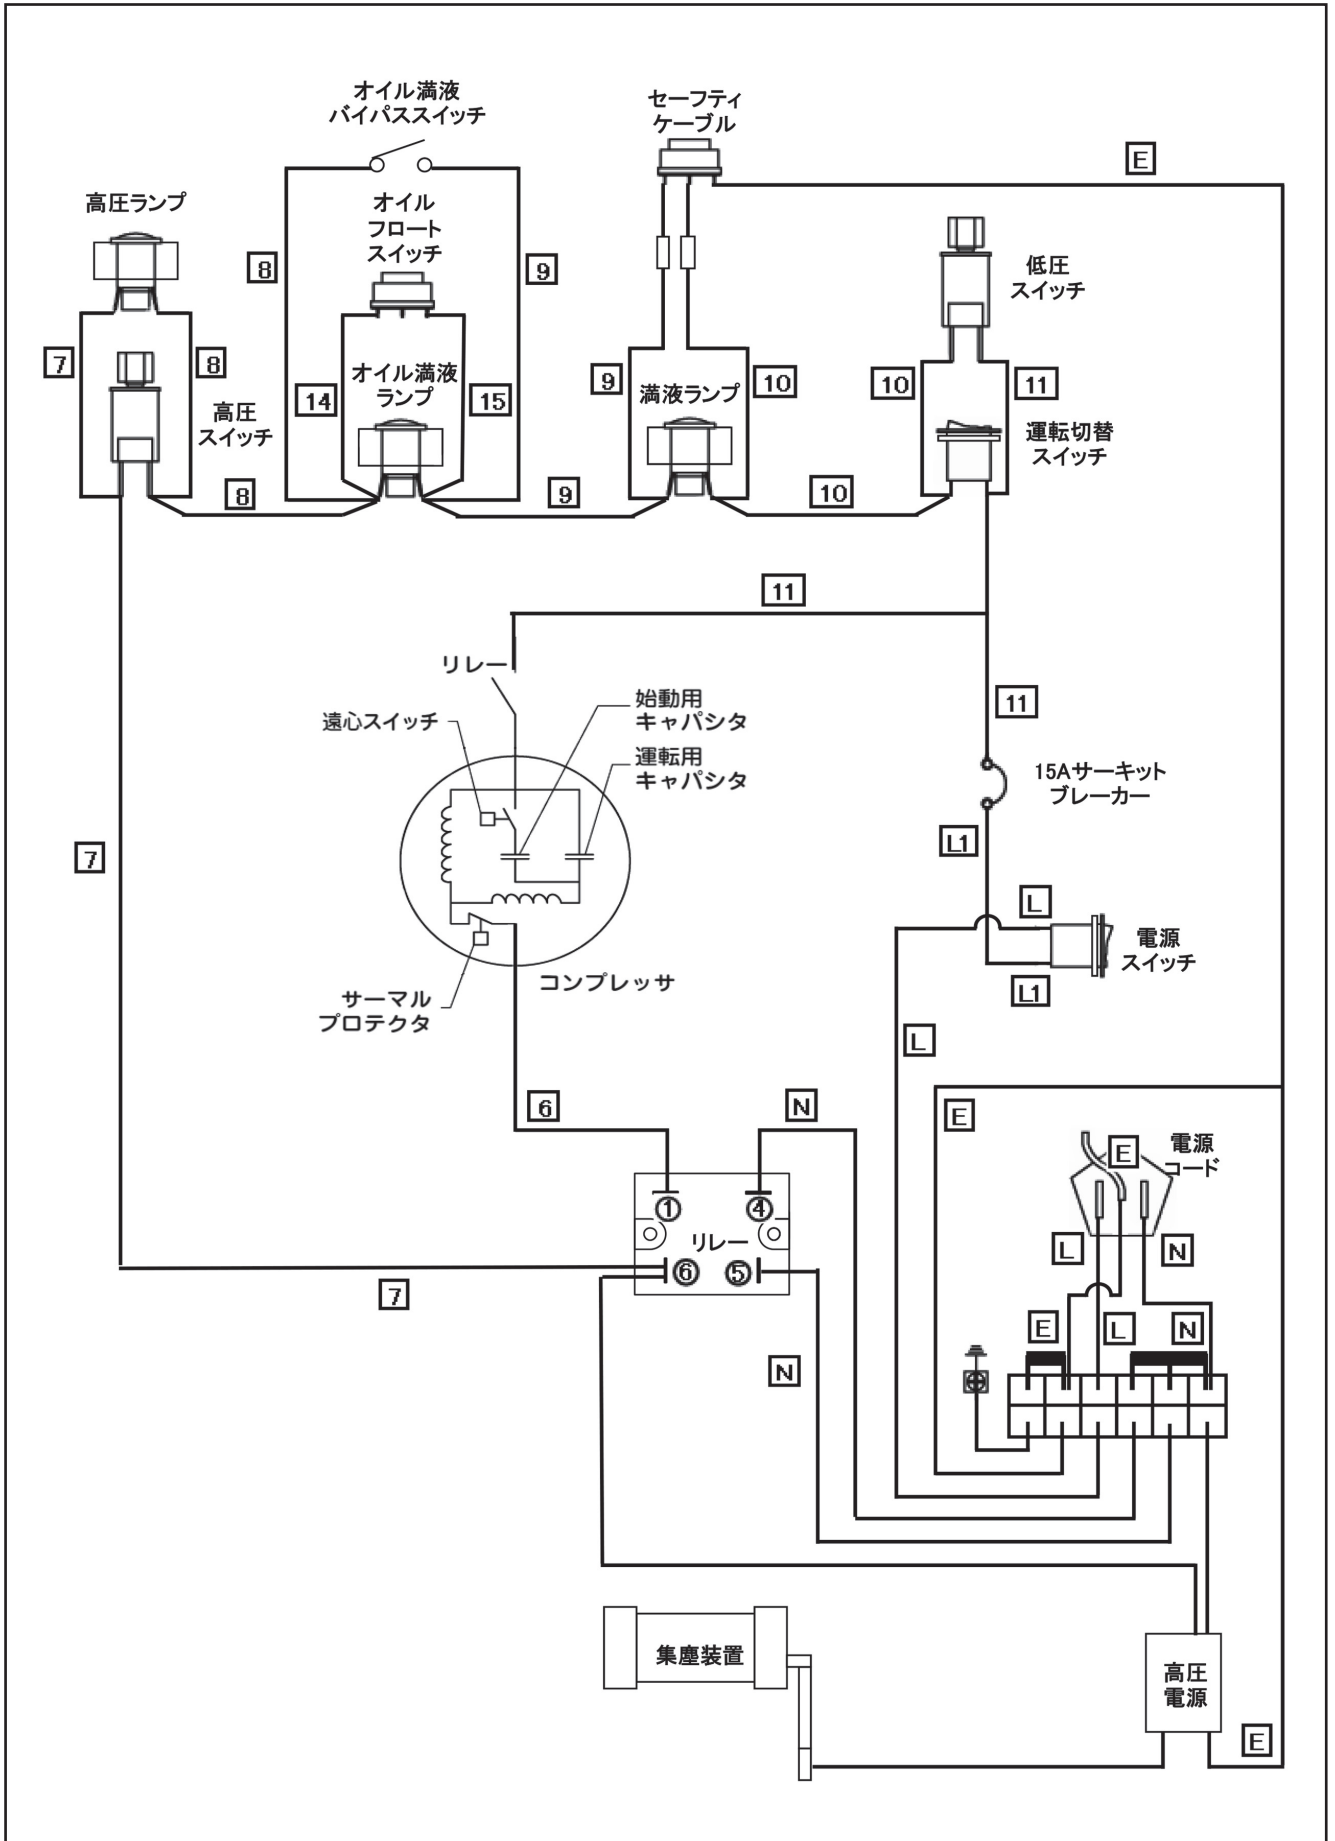 オイル満液
バイパススイッチ
セーフティ
ケーブル
E
高圧ランプ
オイル
フロート
スイッチ
8
9
低圧
スイッチ
7
8
オイル満液
ランプ
14
15
9
満液ランプ
10
10
11
高圧
スイッチ
運転切替
スイッチ
8
9
10
11
リレー
始動用
キャパシタ
遠心スイッチ
運転用
キャパシタ
11
15Aサーキット
ブレーカー
7
L1
L
電源
スイッチ
コンプレッサ
L1
サーマル
プロテクタ
L
6
N
E
E
電源
コード
①
④
リレー
L
N
⑥
⑤
7
E
L
N
N
集塵装置
高圧
電源
E